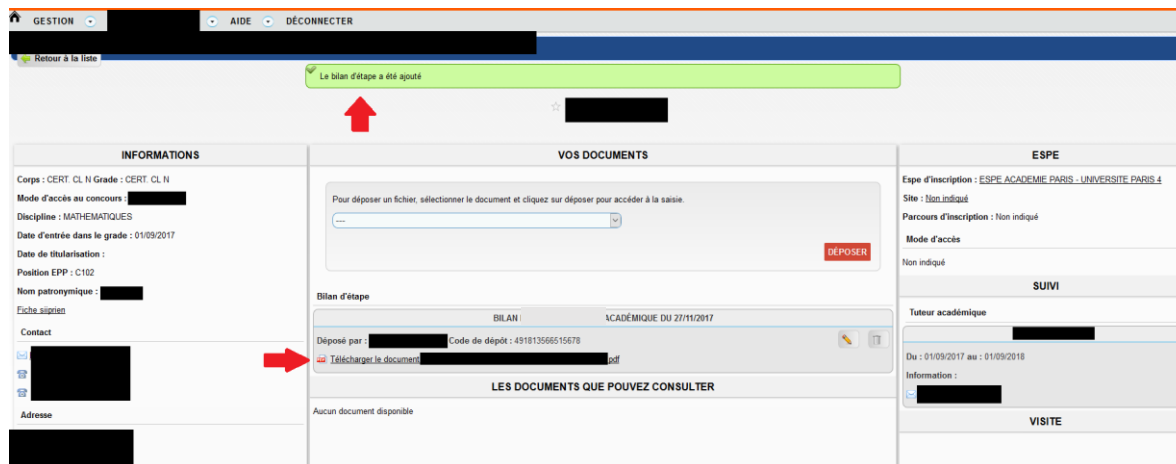 GESTION AIDE DÉCONNECTER
Retour à la liste
Le bilan d'étape a été ajouté
INFORMATIONS
Corps : CERT. CL N Grade : CERT. CL N
Mode d'accès au concours :
Discipline : MATHEMATIQUES
Date d'entrée dans le grade : 01/09/2017
Date de titularisation :
Position EPP : C102
Nom patronymique :
Fiche siiprien
Contact
Adresse
VOS DOCUMENTS
Pour déposer un fichier, sélectionner le document et cliquez sur déposer pour accéder à la saisie.
---
DÉPOSER
Bilan d'étape
BILAN ACADÉMIQUE DU 27/11/2017
Déposé par : Code de dépôt : 491813566515678
Télécharger le document .pdf
LES DOCUMENTS QUE POUVEZ CONSULTER
Aucun document disponible
ESPE
Espe d'inscription : ESPE ACADEMIE PARIS - UNIVERSITE PARIS 4
Site : Non indiqué
Parcours d'inscription : Non indiqué
Mode d'accès
Non indiqué
SUIVI
Tuteur académique
Du : 01/09/2017 au : 01/09/2018
Information :
VISITE